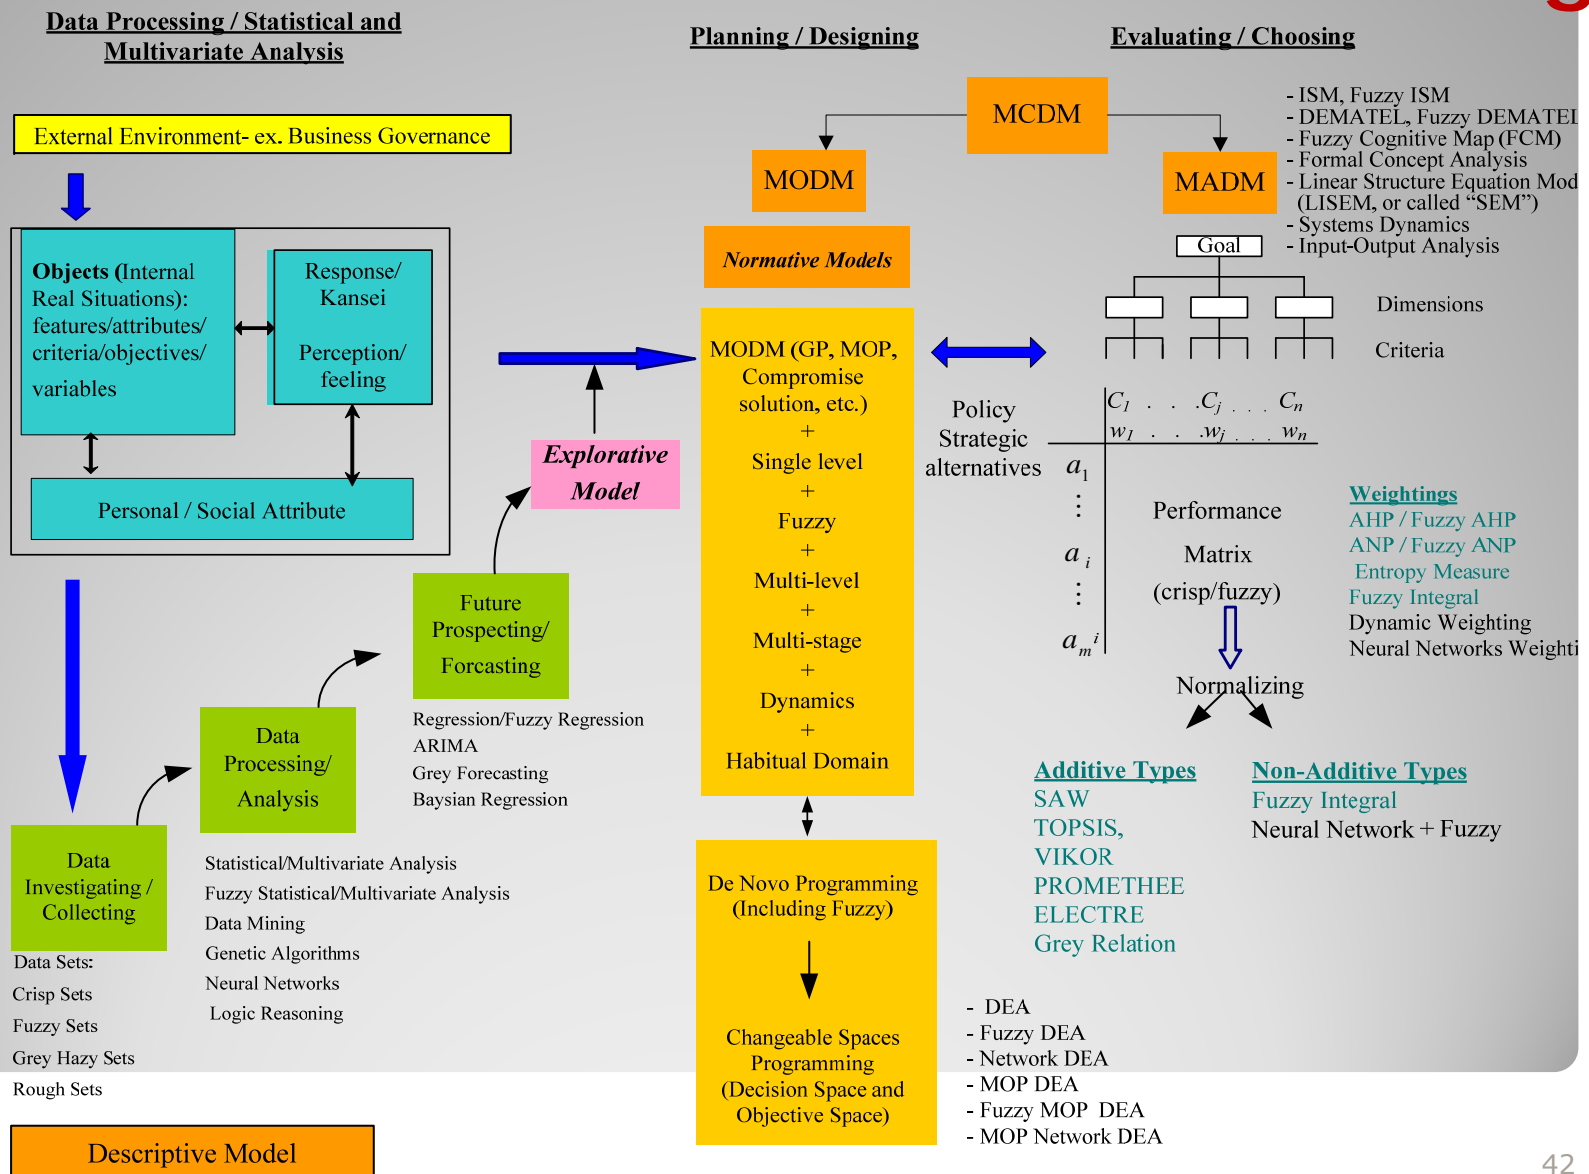 Data Processing / Statistical and
Multivariate Analysis
External Environment- ex. Business Governance
Objects (Internal
Real Situations):
features/attributes/
criteria/objectives/
variables
Response/
Kansei
Perception/
feeling
Personal / Social Attribute
Explorative
Model
Future
Prospecting/
Forcasting
Regression/Fuzzy Regression
ARIMA
Grey Forecasting
Baysian Regression
Data
Processing/
Analysis
Statistical/Multivariate Analysis
Fuzzy Statistical/Multivariate Analysis
Data Mining
Genetic Algorithms
Neural Networks
Logic Reasoning
Data
Investigating /
Collecting
Data Sets:
Crisp Sets
Fuzzy Sets
Grey Hazy Sets
Rough Sets
Descriptive Model
Planning / Designing
MCDM
MODM
Normative Models
MODM (GP, MOP,
Compromise
solution, etc.)
+
Single level
+
Fuzzy
+
Multi-level
+
Multi-stage
+
Dynamics
+
Habitual Domain
De Novo Programming
(Including Fuzzy)
Changeable Spaces
Programming
(Decision Space and
Objective Space)
Evaluating / Choosing
MADM
- ISM, Fuzzy ISM
- DEMATEL, Fuzzy DEMATEL
- Fuzzy Cognitive Map (FCM)
- Formal Concept Analysis
- Linear Structure Equation Mod
(LISEM, or called “SEM”)
- Systems Dynamics
- Input-Output Analysis
Goal
Dimensions
Criteria
Policy
Strategic
alternatives
C1 . . .Cj . . . Cn
w1 . . .wj . . . wn
a1
⋮
ai
⋮
am i
Performance
Matrix
(crisp/fuzzy)
Normalizing
Weightings
AHP / Fuzzy AHP
ANP / Fuzzy ANP
Entropy Measure
Fuzzy Integral
Dynamic Weighting
Neural Networks Weighti
Additive Types
SAW
TOPSIS,
VIKOR
PROMETHEE
ELECTRE
Grey Relation
Non-Additive Types
Fuzzy Integral
Neural Network + Fuzzy
- DEA
- Fuzzy DEA
- Network DEA
- MOP DEA
- Fuzzy MOP DEA
- MOP Network DEA
42